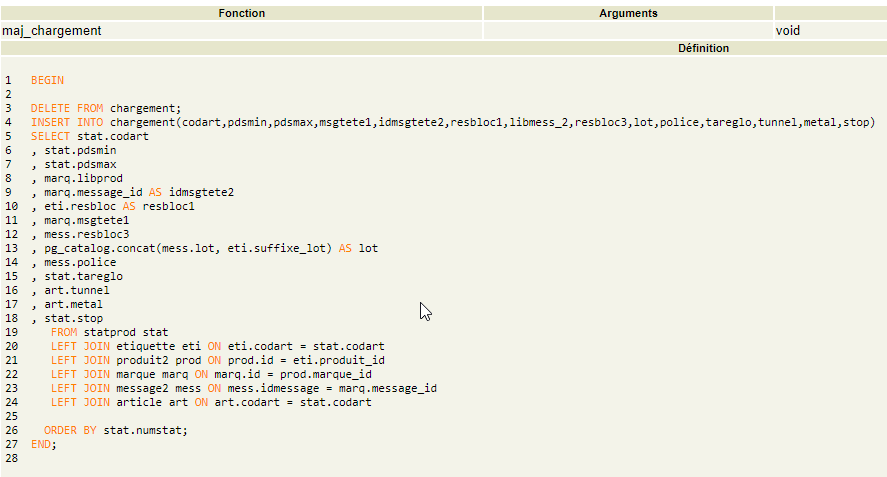 Fonction Arguments
maj_chargement void
Définition
1 BEGIN
2
3 DELETE FROM chargement;
4 INSERT INTO chargement(codart,pdsmin,pdsmax,msgtete1,idmsgtete2,resbloc1,libmess_2,resbloc3,lot,police,tareglo,tunnel,metal,stop)
5 SELECT stat.codart
6 , stat.pdsmin
7 , stat.pdsmax
8 , marq.libprod
9 , marq.message_id AS idmsgtete2
10 , eti.resbloc AS resbloc1
11 , marq.msgtete1
12 , mess.resbloc3
13 , pg_catalog.concat(mess.lot, eti.suffixe_lot) AS lot
14 , mess.police
15 , stat.tareglo
16 , art.tunnel
17 , art.metal
18 , stat.stop
19 FROM statprod stat
20 LEFT JOIN etiquette eti ON eti.codart = stat.codart
21 LEFT JOIN produit2 prod ON prod.id = eti.produit_id
22 LEFT JOIN marque marq ON marq.id = prod.marque_id
23 LEFT JOIN message2 mess ON mess.idmessage = marq.message_id
24 LEFT JOIN article art ON art.codart = stat.codart
25
26 ORDER BY stat.numstat;
27 END;
28